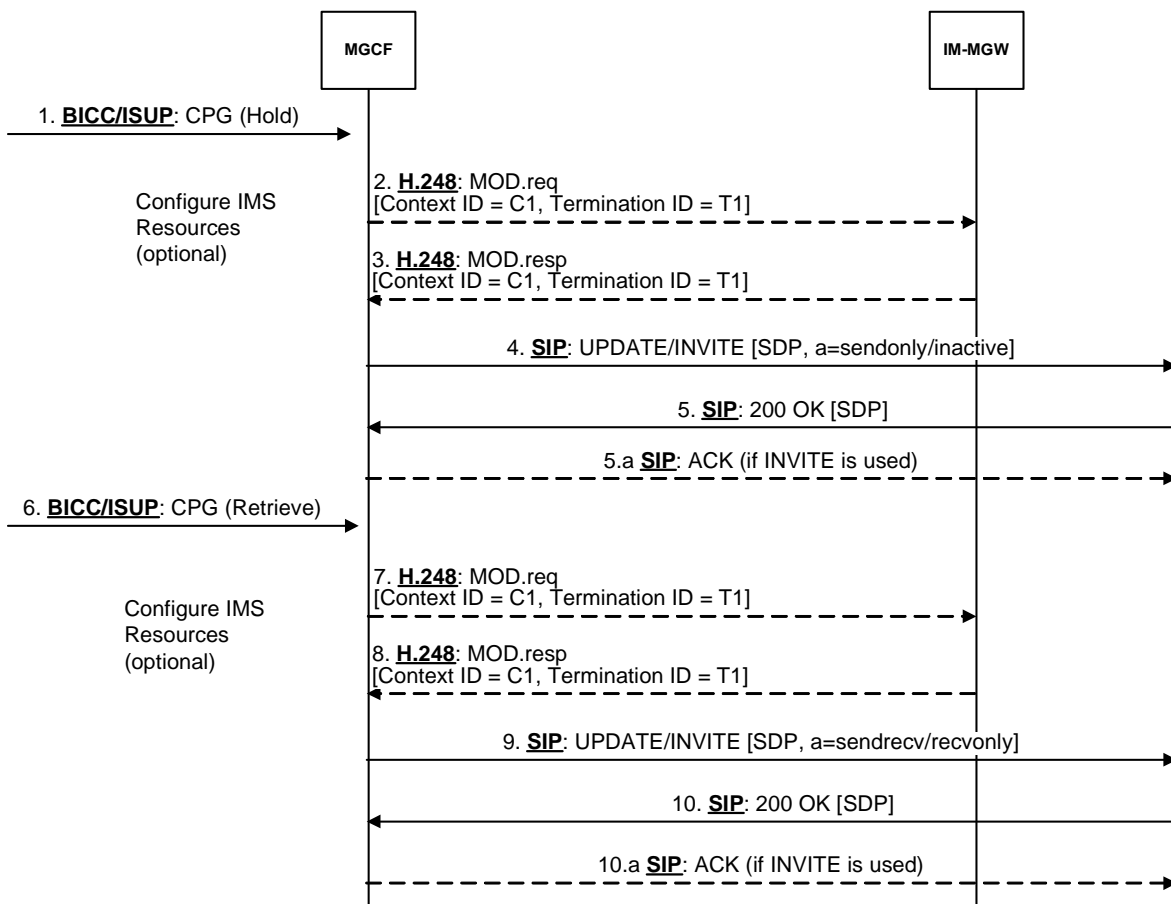 MGCF
IM-MGW
1. BICC/ISUP: CPG (Hold)
Configure IMS
Resources
(optional)
2. H.248: MOD.req
[Context ID = C1, Termination ID = T1]
3. H.248: MOD.resp
[Context ID = C1, Termination ID = T1]
4. SIP: UPDATE/INVITE [SDP, a=sendonly/inactive]
5. SIP: 200 OK [SDP]
5.a SIP: ACK (if INVITE is used)
6. BICC/ISUP: CPG (Retrieve)
Configure IMS
Resources
(optional)
7. H.248: MOD.req
[Context ID = C1, Termination ID = T1]
8. H.248: MOD.resp
[Context ID = C1, Termination ID = T1]
9. SIP: UPDATE/INVITE [SDP, a=sendrecv/recvonly]
10. SIP: 200 OK [SDP]
10.a SIP: ACK (if INVITE is used)